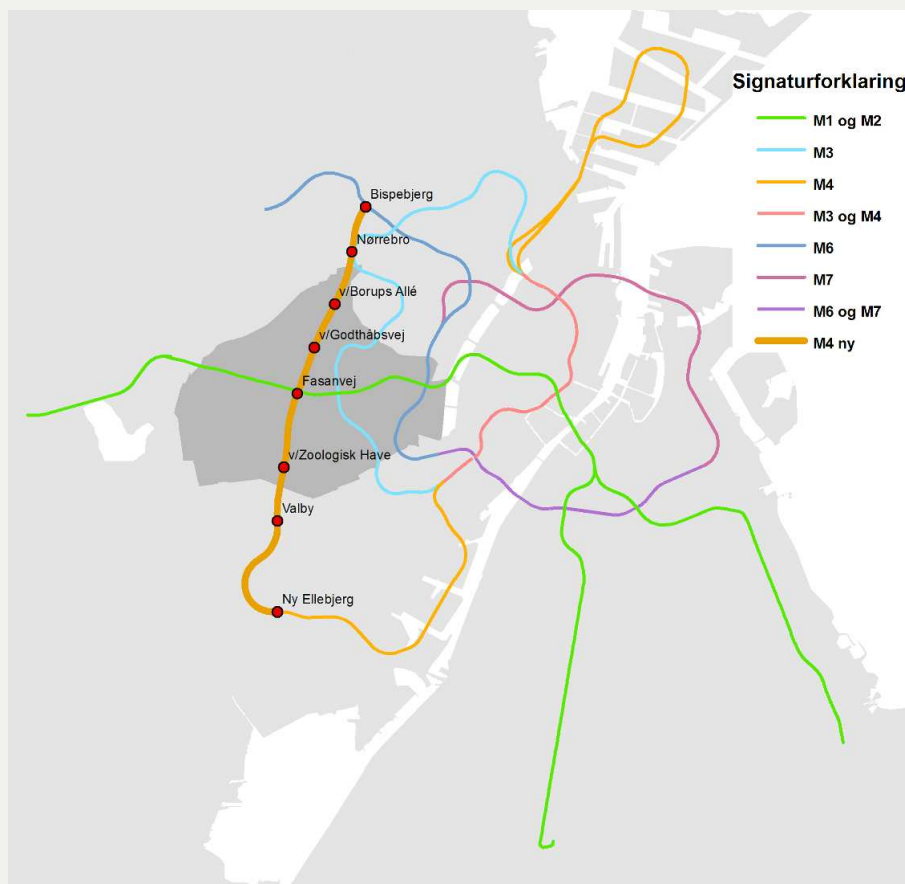 Signaturforklaring
M1 og M2
M3
M4
M3 og M4
M6
M7
M6 og M7
M4 ny
Bispebjerg
Nørrebro
v/Borups Allé
v/Godthåbsvej
Fasanvej
v/Zoologisk Have
Valby
Ny Ellebjerg